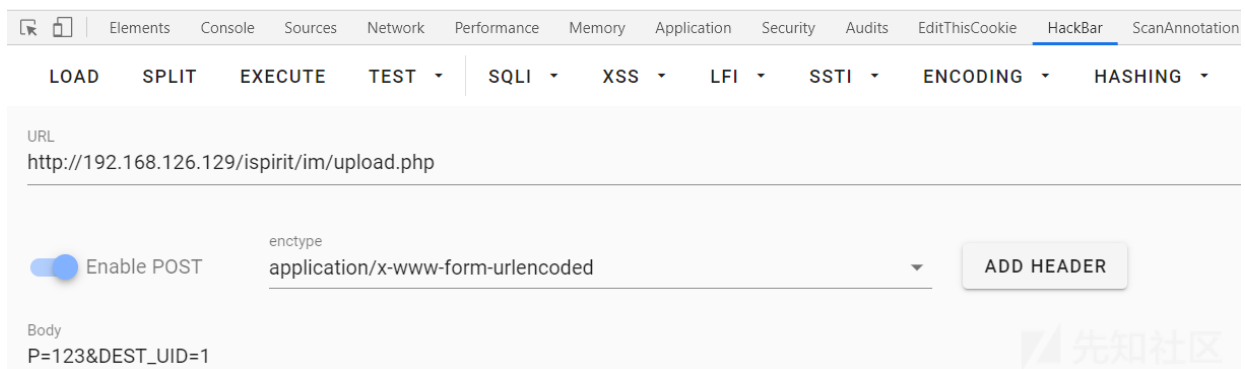 Elements Console Sources Network Performance Memory Application Security Audits EditThisCookie HackBar ScanAnnotation
LOAD SPLIT EXECUTE TEST SQLI XSS LFI SSTI ENCODING HASHING
URL
http://192.168.126.129/ispirit/im/upload.php
enctype
Enable POST application/x-www-form-urlencoded ADD HEADER
Body
P=123&DEST_UID=1
先知社区